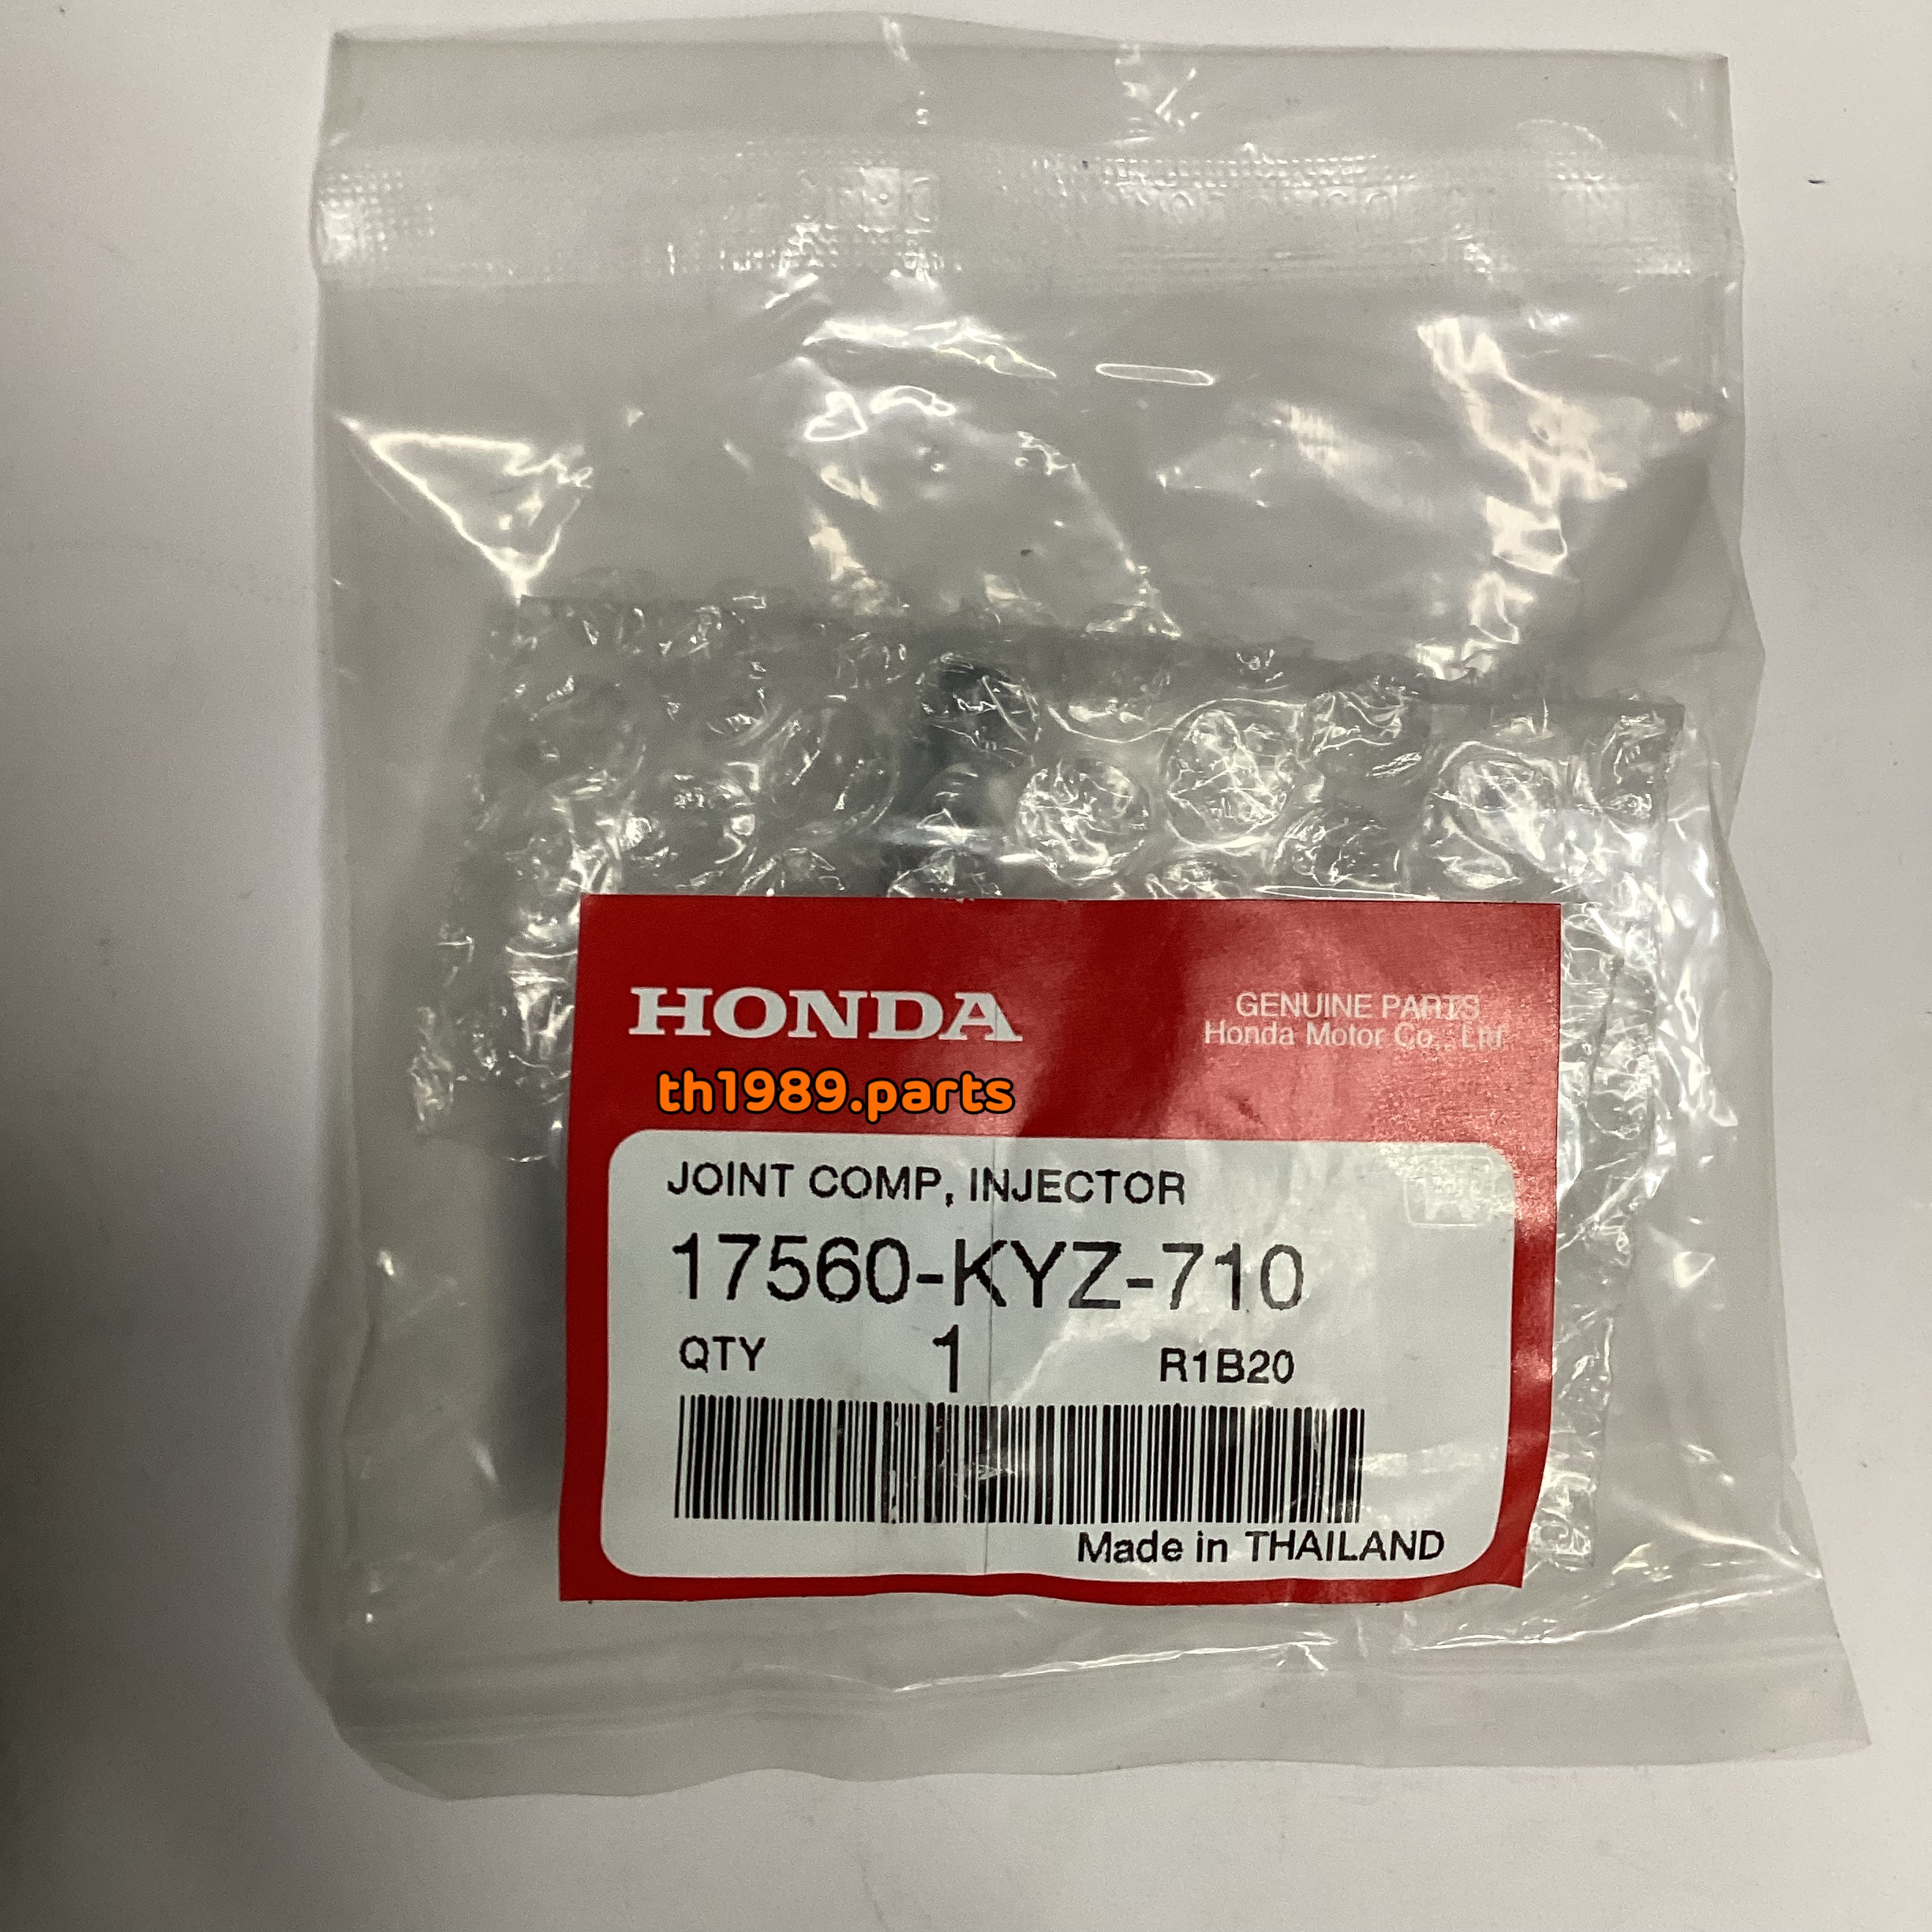 HONDA
GENUINE PARTS
Honda Motor Co., Ltd.
th1989.parts
JOINT COMP, INJECTOR
17560-KYZ-710
QTY 1 R1B20
Made in THAILAND